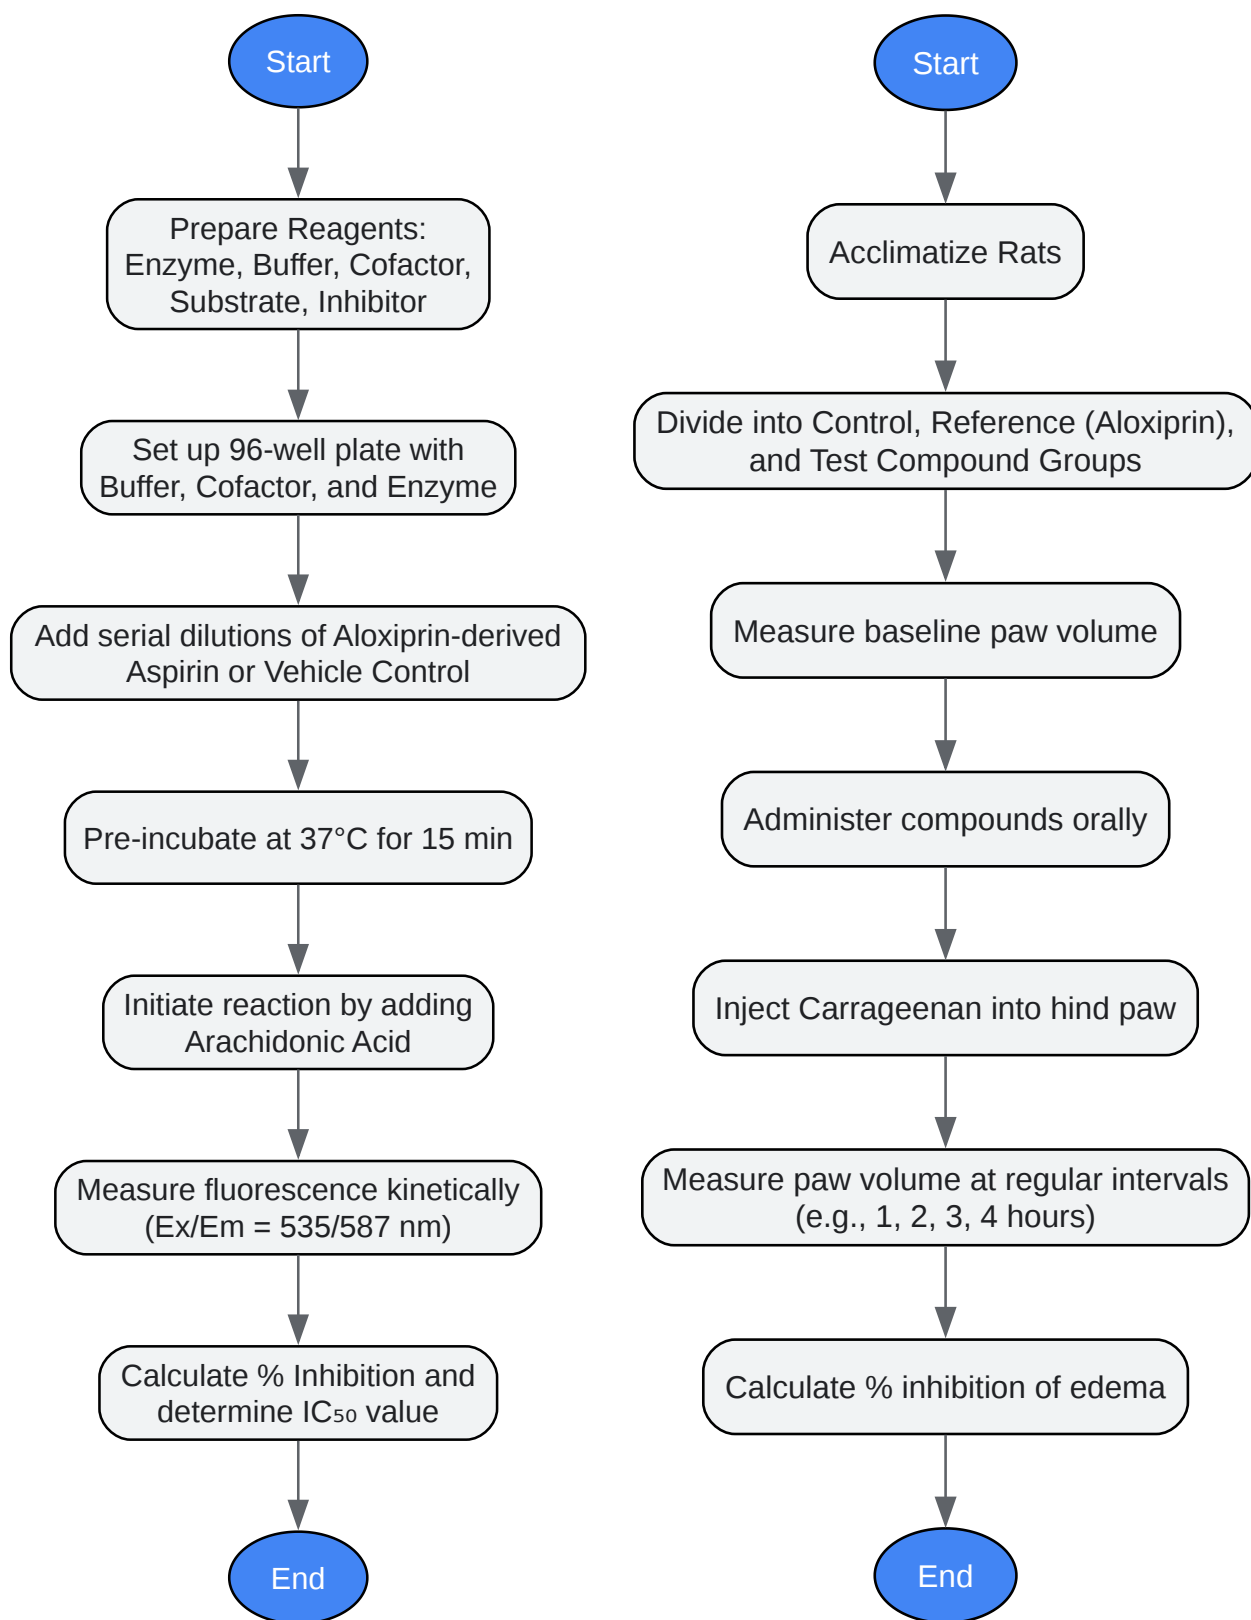 Start
Prepare Reagents:
Enzyme, Buffer, Cofactor,
Substrate, Inhibitor
Set up 96-well plate with
Buffer, Cofactor, and Enzyme
Add serial dilutions of Aloxiprin-derived
Aspirin or Vehicle Control
Pre-incubate at 37°C for 15 min
Initiate reaction by adding
Arachidonic Acid
Measure fluorescence kinetically
(Ex/Em = 535/587 nm)
Calculate % Inhibition and
determine IC₅₀ value
End
Start
Acclimatize Rats
Divide into Control, Reference (Aloxiprin),
and Test Compound Groups
Measure baseline paw volume
Administer compounds orally
Inject Carrageenan into hind paw
Measure paw volume at regular intervals
(e.g., 1, 2, 3, 4 hours)
Calculate % inhibition of edema
End